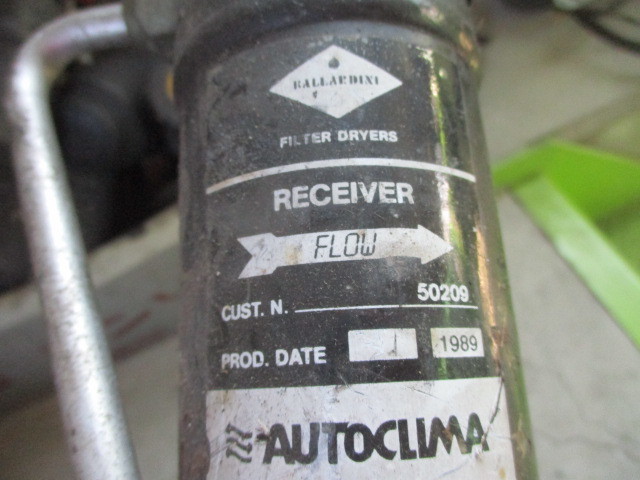 BALLARDINI
FILTER DRYERS
RECEIVER
FLOW
CUST. N. 50209
PROD. DATE 1989
AUTOCLIMA